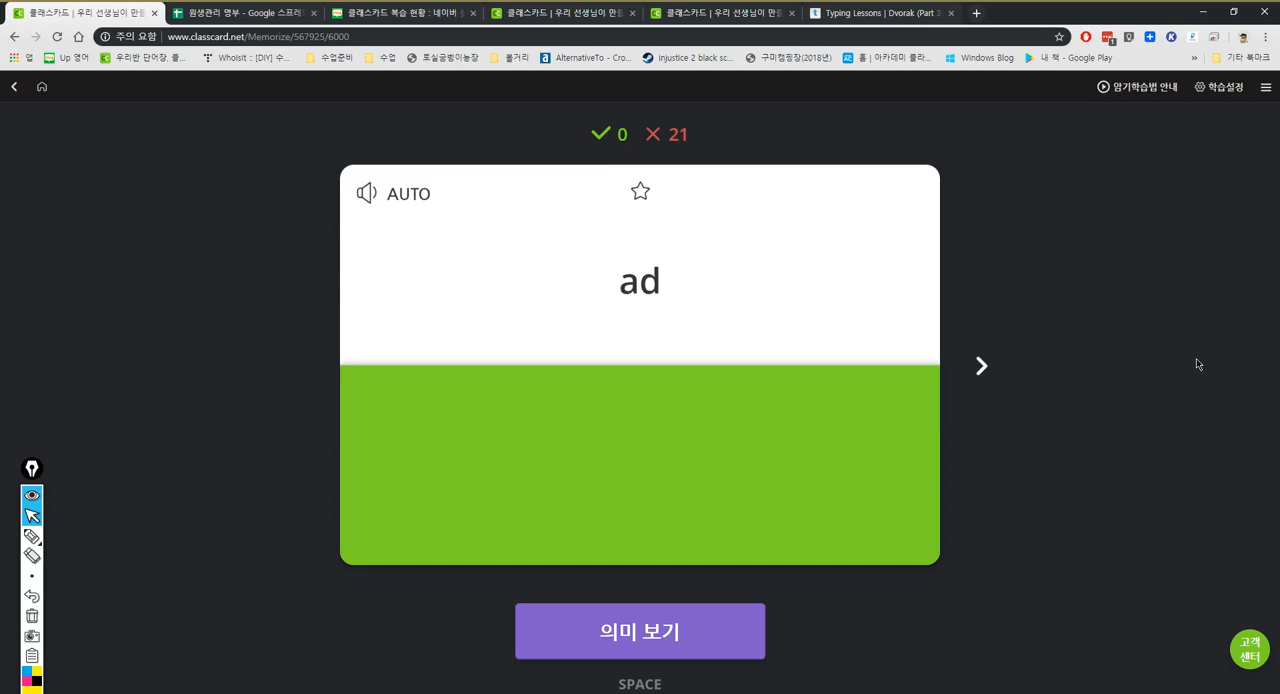 클래스카드 | 우리 선생님이 만든
원생관리 명부 - Google 스프레
클래스카드 복습 현황 : 네이버
클래스카드 | 우리 선생님이 만든
클래스카드 | 우리 선생님이 만든
Typing Lessons | Dvorak (Part 3
주의 요함 | www.classcard.net/Memorize/567925/6000
앱
Up 영어
우리반 단어장, 클...
WhoIst :: [DIY] 수...
수업준비
수업
토실굼벵이농장
볼거리
AlternativeTo - Cro...
injustice 2 black sc...
구미캠핑장(2018년)
홈 | 아카데미 클라...
Windows Blog
내 책 - Google Play
»
기타 북마크
암기학습법 안내
학습설정
0
21
AUTO
ad
의미 보기
SPACE
고객
센터